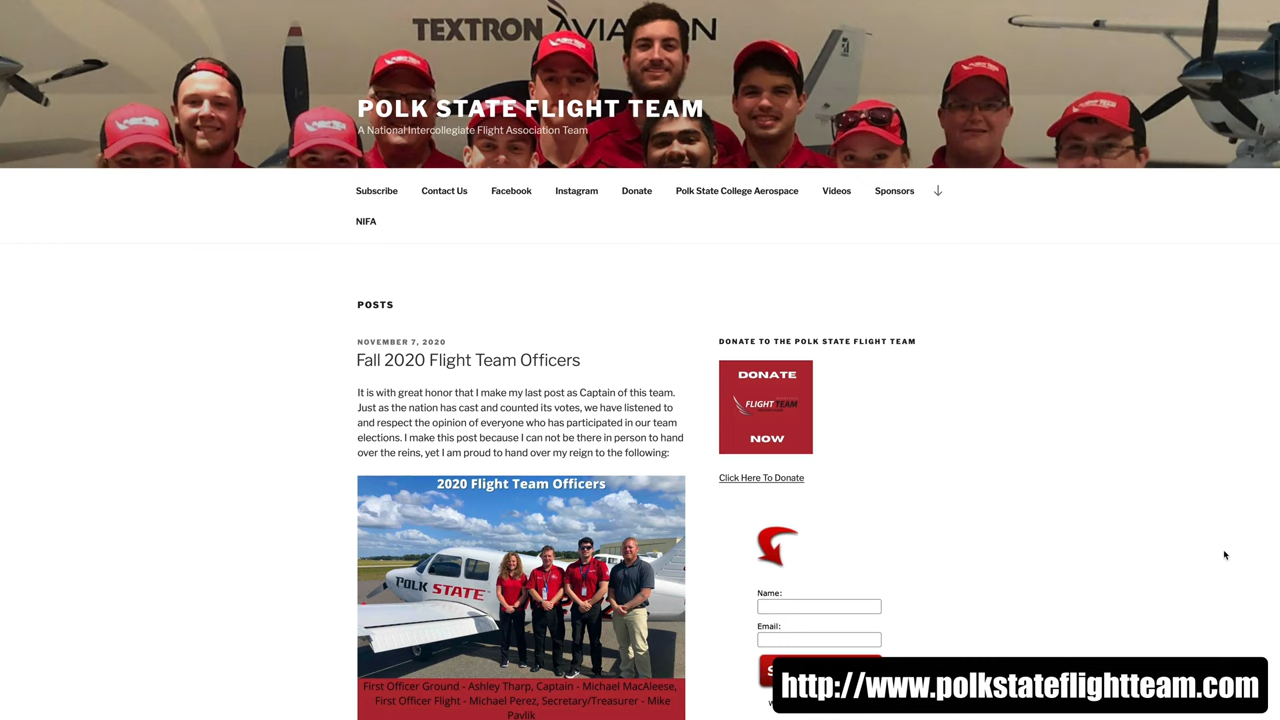 TEXTRON AVIATION
POLK STATE FLIGHT TEAM
A National Intercollegiate Flight Association Team
Subscribe Contact Us Facebook Instagram Donate Polk State College Aerospace Videos Sponsors
NIFA
POSTS
NOVEMBER 7, 2020
Fall 2020 Flight Team Officers
It is with great honor that I make my last post as Captain of this team.
Just as the nation has cast and counted its votes, we have listened to
and respect the opinion of everyone who has participated in our team
elections. I make this post because I can not be there in person to hand
over the reins, yet I am proud to hand over my reign to the following:
2020 Flight Team Officers
POLK STATE
First Officer Ground - Ashley Tharp, Captain - Michael MacAleese,
First Officer Flight - Michael Perez, Secretary/Treasurer - Mike
Pavlik
DONATE TO THE POLK STATE FLIGHT TEAM
DONATE
FLIGHT TEAM
NOW
Click Here To Donate
Name:
Email:
http://www.polkstateflightteam.com